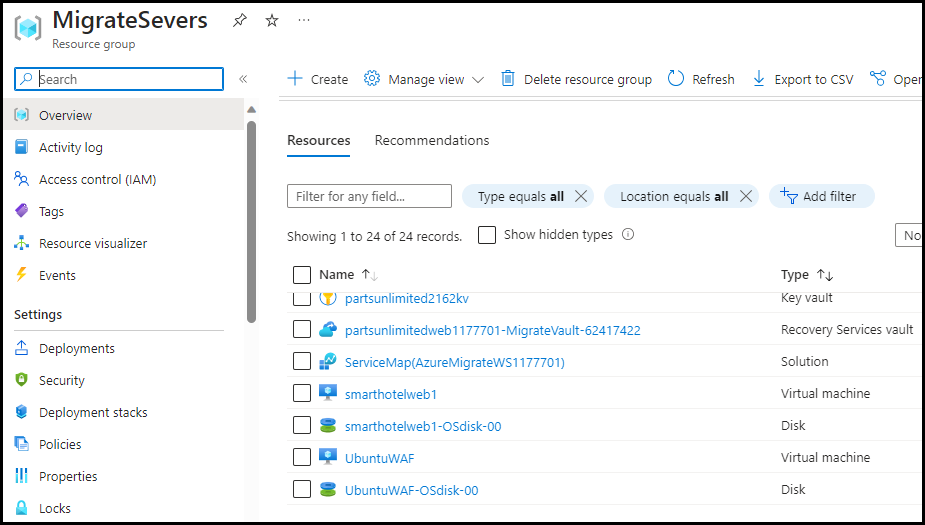 MigrateSevers
Resource group
Search
Overview
Activity log
Access control (IAM)
Tags
Resource visualizer
Events
Settings
Deployments
Security
Deployment stacks
Policies
Properties
Locks
Create Manage view Delete resource group Refresh Export to CSV Open
Resources Recommendations
Filter for any field... Type equals all Location equals all Add filter
Showing 1 to 24 of 24 records. Show hidden types No
Name Type
partsunlimited2162kv Key vault
partsunlimitedweb1177701-MigrateVault-62417422 Recovery Services vault
ServiceMap(AzureMigrateWS1177701) Solution
smarthotelweb1 Virtual machine
smarthotelweb1-OSdisk-00 Disk
UbuntuWAF Virtual machine
UbuntuWAF-OSdisk-00 Disk